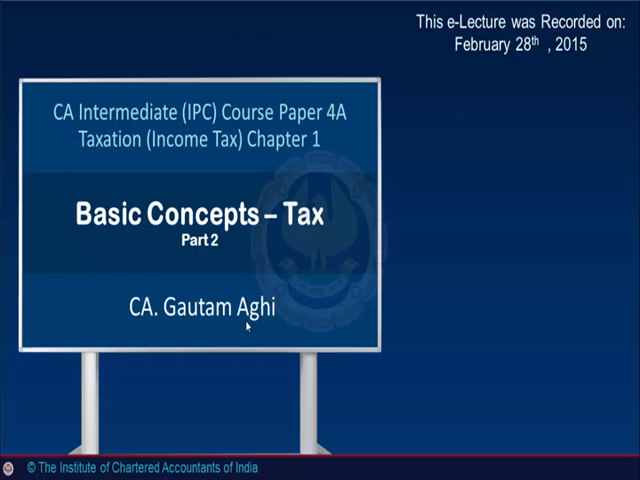 This e-Lecture was Recorded on:
February 28th , 2015
CA Intermediate (IPC) Course Paper 4A
Taxation (Income Tax) Chapter 1
Basic Concepts – Tax
Part 2
CA. Gautam Aghi
© The Institute of Chartered Accountants of India